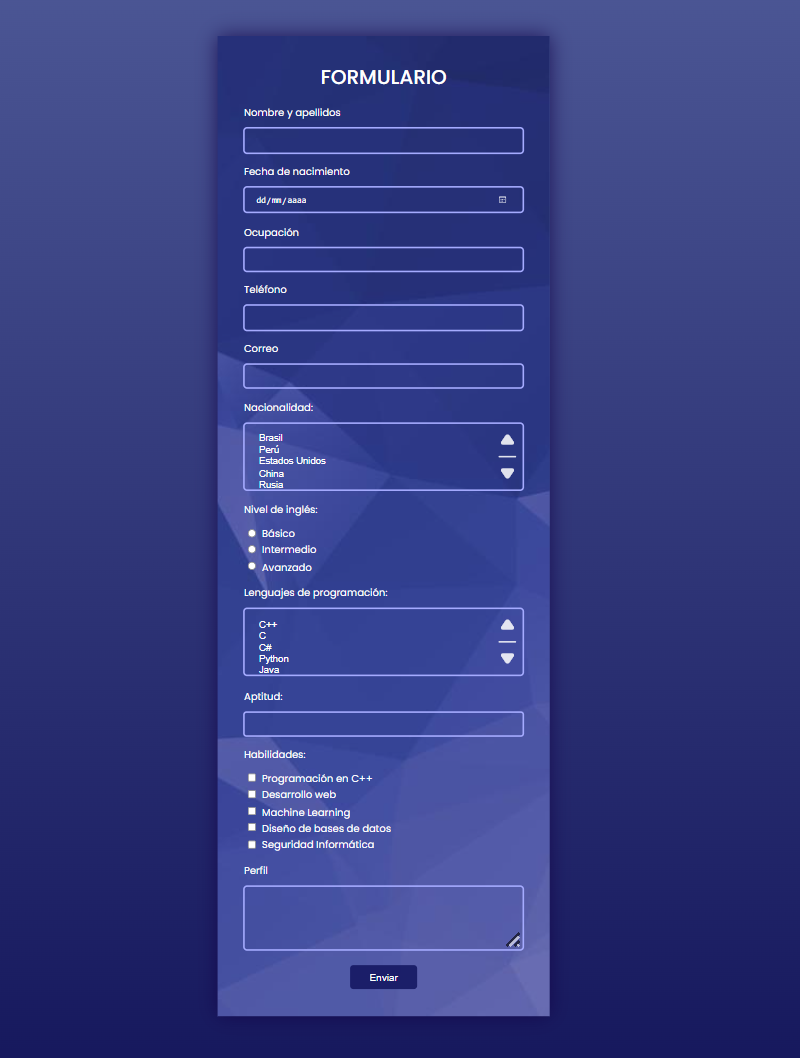 FORMULARIO
Nombre y apellidos
Fecha de nacimiento
dd/mm/aaaa
Ocupación
Teléfono
Correo
Nacionalidad:
Brasil
Perú
Estados Unidos
China
Rusia
Nivel de inglés:
Básico
Intermedio
Avanzado
Lenguajes de programación:
C++
C
C#
Python
Java
Aptitud:
Habilidades:
Programación en C++
Desarrollo web
Machine Learning
Diseño de bases de datos
Seguridad Informática
Perfil
Enviar